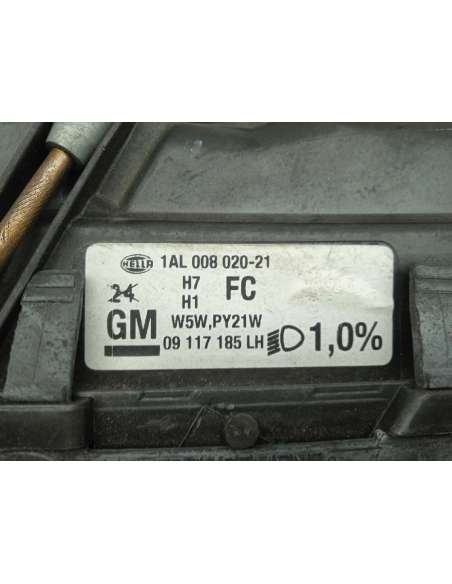 HELLA 1AL 008 020-21
24 H7 FC
H1
GM W5W,PY21W
09 117 185 LH 1,0%